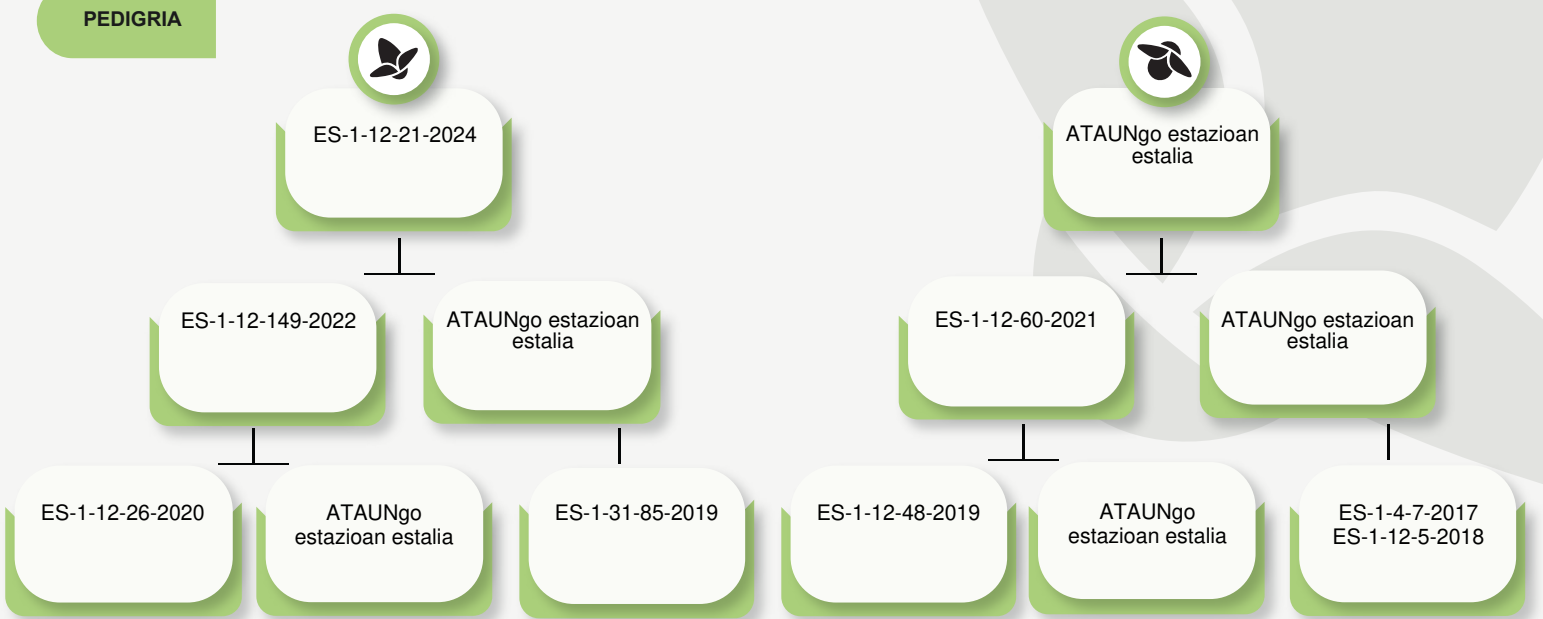 PEDIGRIA
ES-1-12-21-2024
ATAUNgo estazioan
estalia
ES-1-12-149-2022
ATAUNgo estazioan
estalia
ES-1-12-60-2021
ATAUNgo estazioan
estalia
ES-1-12-26-2020
ATAUNgo
estazioan estalia
ES-1-31-85-2019
ES-1-12-48-2019
ATAUNgo
estazioan estalia
ES-1-4-7-2017
ES-1-12-5-2018